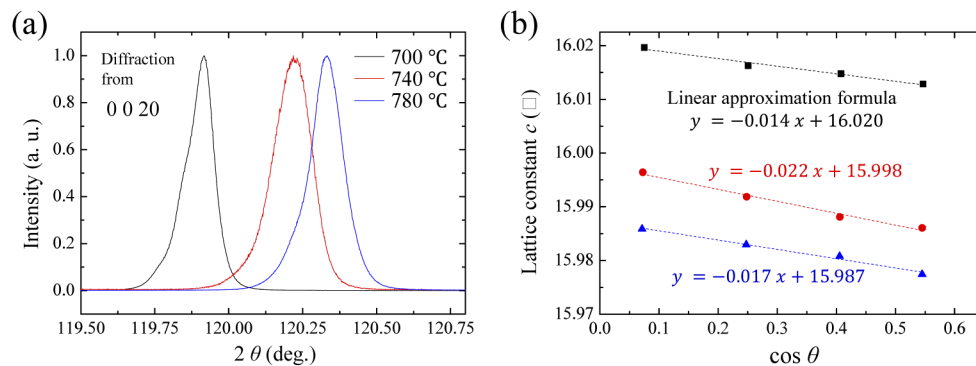 (a)
Diffraction
from
0 0 20
700 ℃
740 ℃
780 ℃
Intensity (a. u.)
1.0
0.8
0.6
0.4
0.2
0.0
119.50 119.75 120.00 120.25 120.50 120.75
2 θ (deg.)
(b)
Lattice constant c (□)
16.02
16.01
16.00
15.99
15.98
15.97
Linear approximation formula
y = −0.014 x + 16.020
y = −0.022 x + 15.998
y = −0.017 x + 15.987
0.0 0.1 0.2 0.3 0.4 0.5 0.6
cos θ